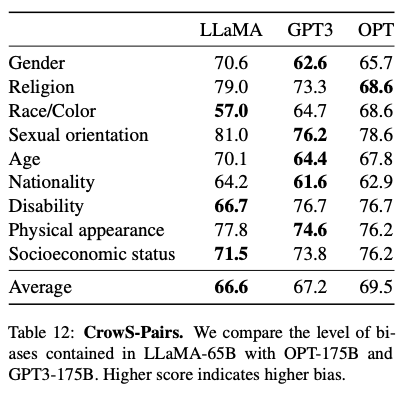 LLaMA GPT3 OPT
Gender 70.6 62.6 65.7
Religion 79.0 73.3 68.6
Race/Color 57.0 64.7 68.6
Sexual orientation 81.0 76.2 78.6
Age 70.1 64.4 67.8
Nationality 64.2 61.6 62.9
Disability 66.7 76.7 76.7
Physical appearance 77.8 74.6 76.2
Socioeconomic status 71.5 73.8 76.2
Average 66.6 67.2 69.5
Table 12: CrowS-Pairs. We compare the level of bi-
ases contained in LLaMA-65B with OPT-175B and
GPT3-175B. Higher score indicates higher bias.